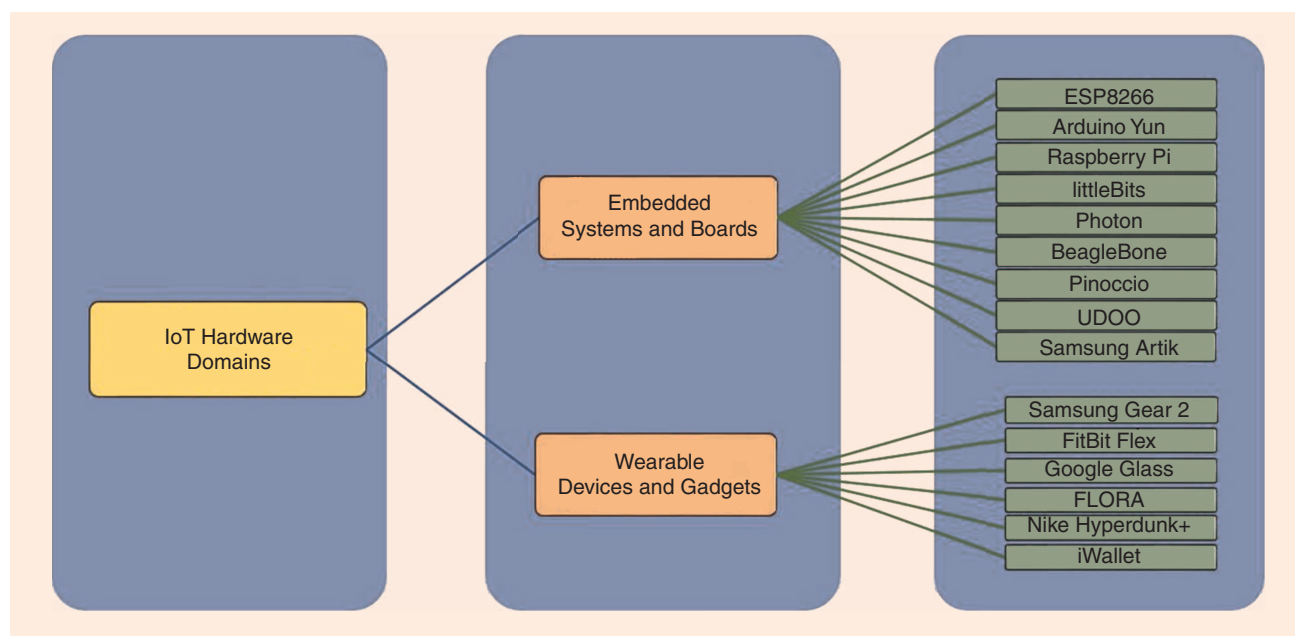 IoT Hardware
Domains
Embedded
Systems and Boards
Wearable
Devices and Gadgets
ESP8266
Arduino Yun
Raspberry Pi
littleBits
Photon
BeagleBone
Pinoccio
UDOO
Samsung Artik
Samsung Gear 2
FitBit Flex
Google Glass
FLORA
Nike Hyperdunk+
iWallet